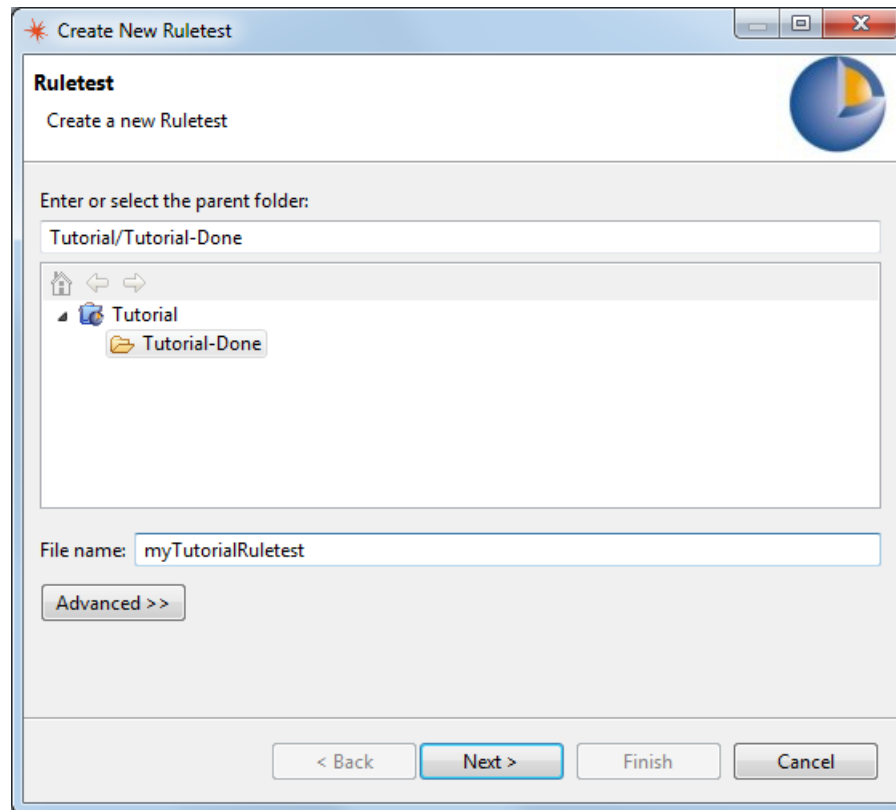 Create New Ruletest
Ruletest
Create a new Ruletest
Enter or select the parent folder:
Tutorial/Tutorial-Done
Tutorial
Tutorial-Done
File name: myTutorialRuletest
Advanced >>
< Back Next > Finish Cancel